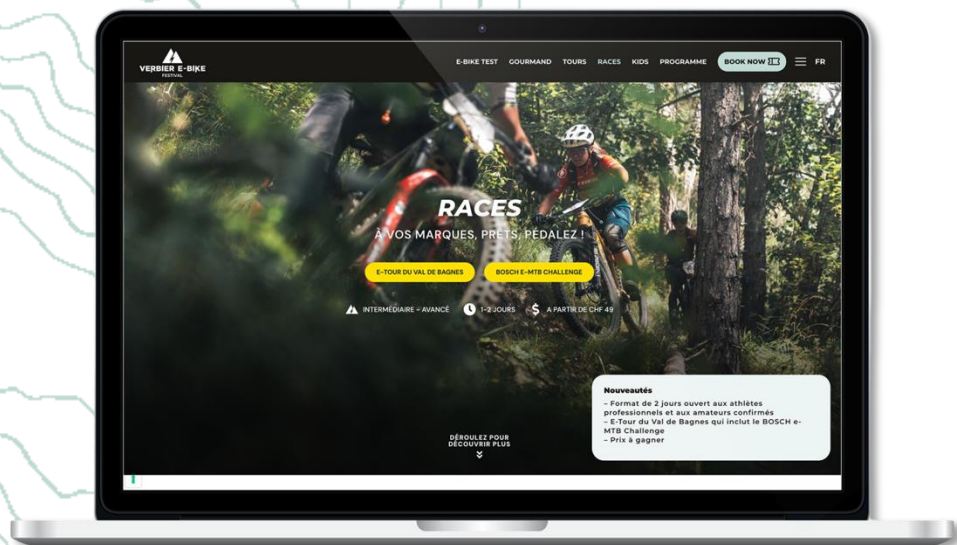 VERBIER E-BIKE
FESTIVAL
E-BIKE TEST GOURMAND TOURS RACES KIDS PROGRAMME BOOK NOW FR
RACES
À VOS MARQUES, PRÊTS, PÉDALEZ !
E-TOUR DU VAL DE BAGNES BOSCH E-MTB CHALLENGE
INTERMÉDIAIRE - AVANCÉ 1-2 JOURS A PARTIR DE CHF 49
Nouveautés
– Format de 2 jours ouvert aux athlètes
professionnels et aux amateurs confirmés
– E-Tour du Val de Bagnes qui inclut le BOSCH e-
MTB Challenge
– Prix à gagner
DÉROULEZ POUR
DÉCOUVRIR PLUS